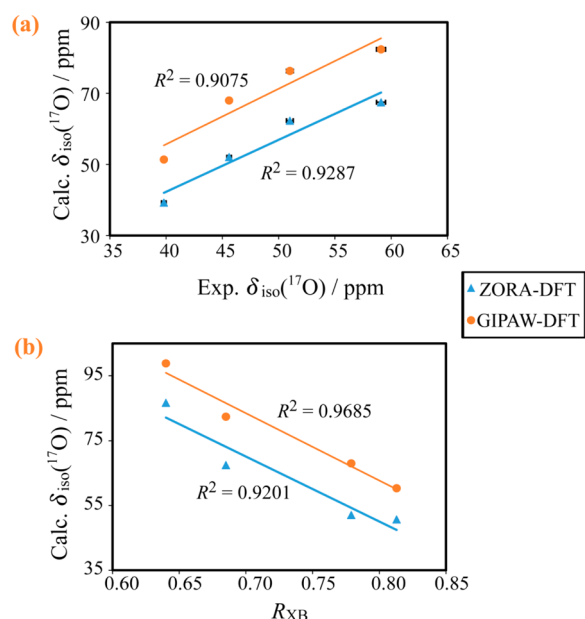 (a)
90
70
50
30
35
40
45
50
55
60
65
R² = 0.9075
R² = 0.9287
Calc. δiso(¹⁷O) / ppm
Exp. δiso(¹⁷O) / ppm
ZORA-DFT
GIPAW-DFT
(b)
95
75
55
35
0.60
0.65
0.70
0.75
0.80
0.85
R² = 0.9685
R² = 0.9201
Calc. δiso(¹⁷O) / ppm
RXB